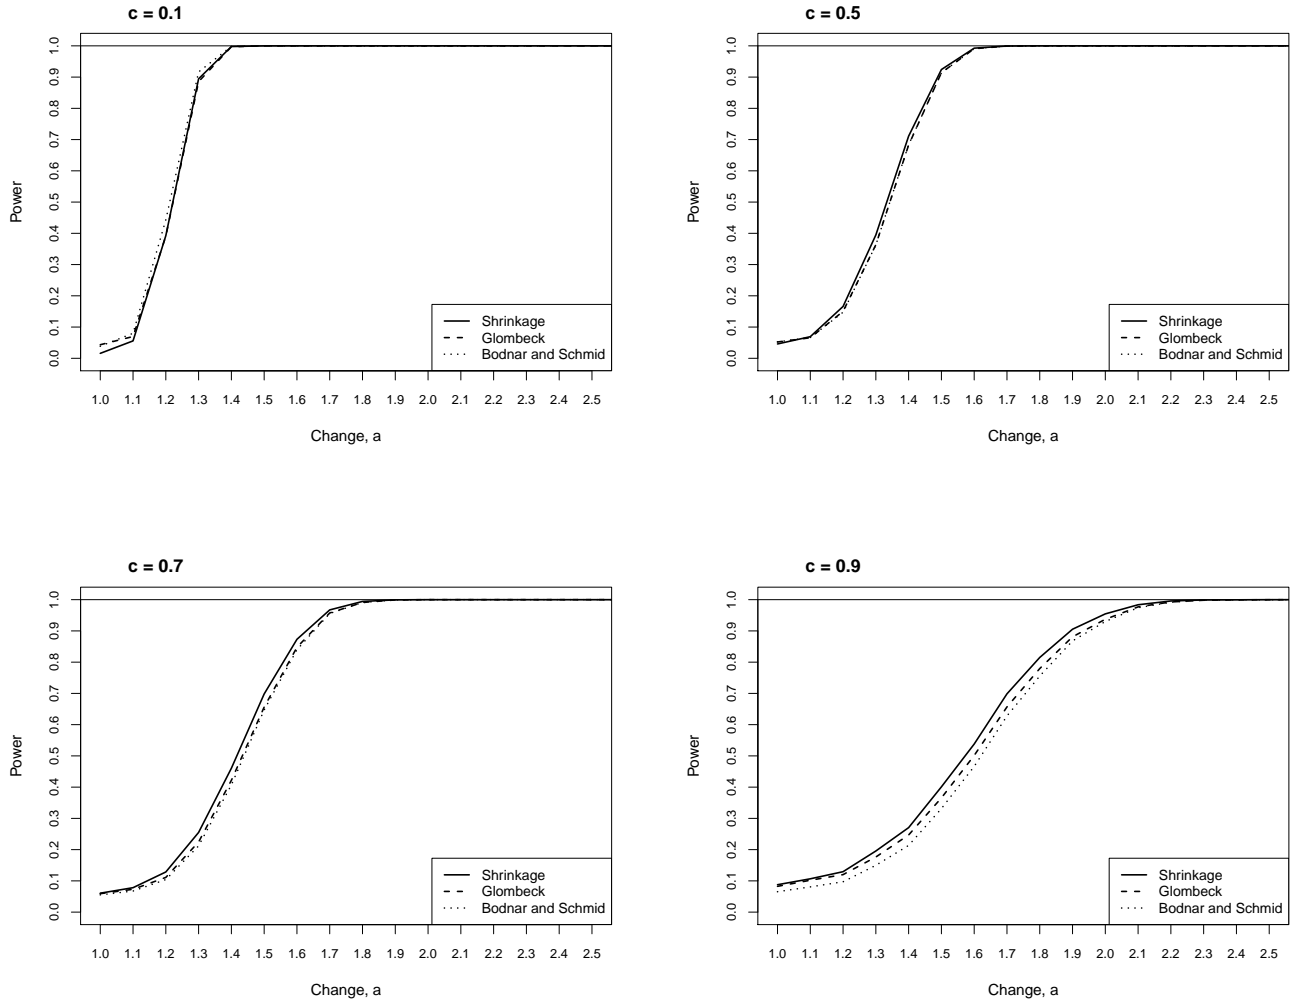 c = 0.1
Power
0.0 0.1 0.2 0.3 0.4 0.5 0.6 0.7 0.8 0.9 1.0
Shrinkage
Glombeck
Bodnar and Schmid
1.0 1.1 1.2 1.3 1.4 1.5 1.6 1.7 1.8 1.9 2.0 2.1 2.2 2.3 2.4 2.5
Change, a
c = 0.5
Power
0.0 0.1 0.2 0.3 0.4 0.5 0.6 0.7 0.8 0.9 1.0
Shrinkage
Glombeck
Bodnar and Schmid
1.0 1.1 1.2 1.3 1.4 1.5 1.6 1.7 1.8 1.9 2.0 2.1 2.2 2.3 2.4 2.5
Change, a
c = 0.7
Power
0.0 0.1 0.2 0.3 0.4 0.5 0.6 0.7 0.8 0.9 1.0
Shrinkage
Glombeck
Bodnar and Schmid
1.0 1.1 1.2 1.3 1.4 1.5 1.6 1.7 1.8 1.9 2.0 2.1 2.2 2.3 2.4 2.5
Change, a
c = 0.9
Power
0.0 0.1 0.2 0.3 0.4 0.5 0.6 0.7 0.8 0.9 1.0
Shrinkage
Glombeck
Bodnar and Schmid
1.0 1.1 1.2 1.3 1.4 1.5 1.6 1.7 1.8 1.9 2.0 2.1 2.2 2.3 2.4 2.5
Change, a